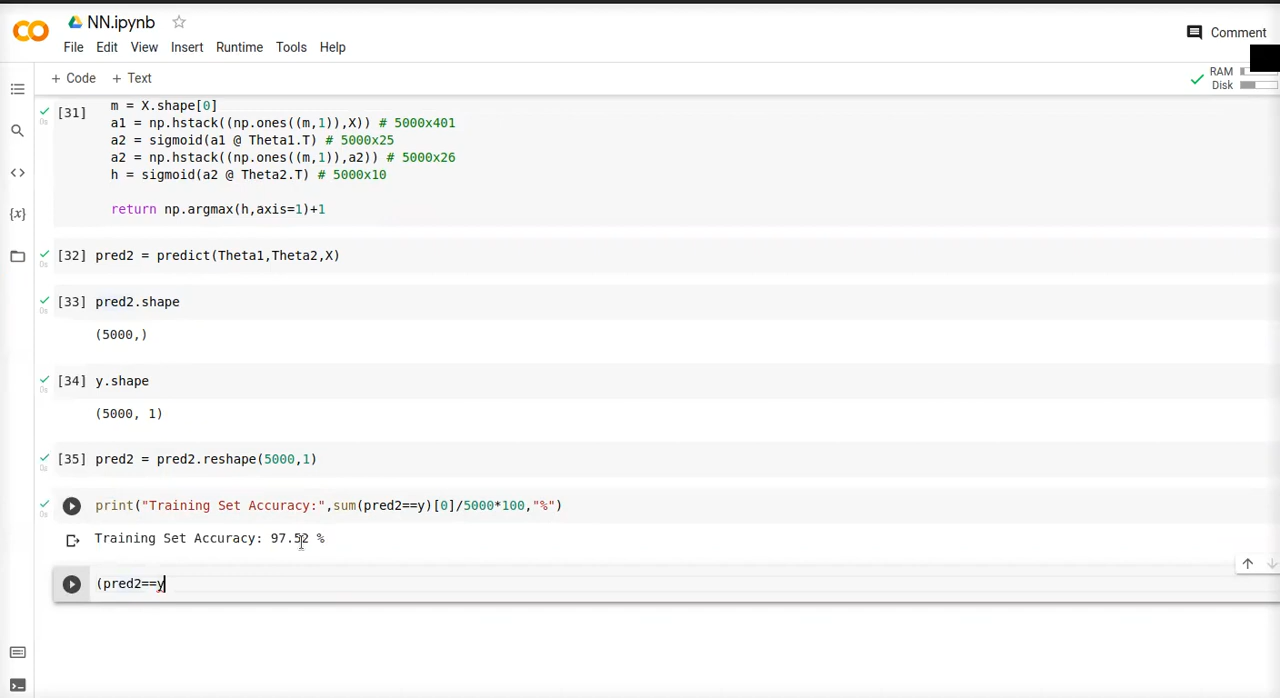 NN.ipynb
File Edit View Insert Runtime Tools Help
Comment
+ Code + Text
RAM
Disk
[31] m = X.shape[0]
a1 = np.hstack((np.ones((m,1)),X)) # 5000x401
a2 = sigmoid(a1 @ Theta1.T) # 5000x25
a2 = np.hstack((np.ones((m,1)),a2)) # 5000x26
h = sigmoid(a2 @ Theta2.T) # 5000x10
return np.argmax(h,axis=1)+1
[32] pred2 = predict(Theta1,Theta2,X)
[33] pred2.shape
(5000,)
[34] y.shape
(5000, 1)
[35] pred2 = pred2.reshape(5000,1)
print("Training Set Accuracy:",sum(pred2==y)[0]/5000*100,"%")
Training Set Accuracy: 97.52 %
(pred2==y